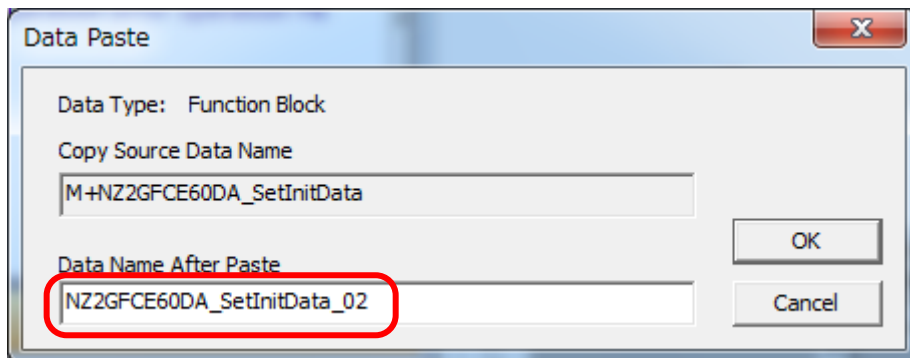 Data Paste
Data Type: Function Block
Copy Source Data Name
M+NZ2GFCE60DA_SetInitData
OK
Data Name After Paste
NZ2GFCE60DA_SetInitData_02
Cancel